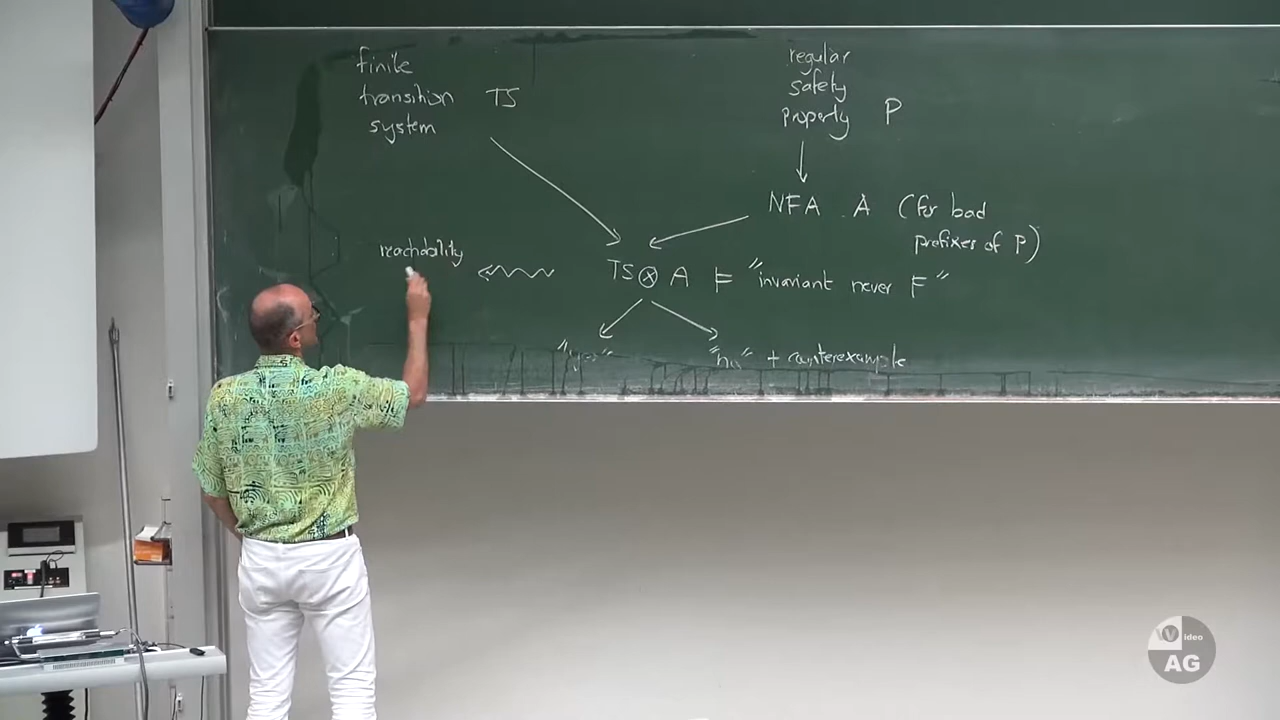 finite
transition TS
system
regular
safety
property P
NFA A (for bad
prefixes of P)
reachability
TS ⊗ A ⊨ "invariant never F"
"yes"
"no" + counterexample
Video
AG